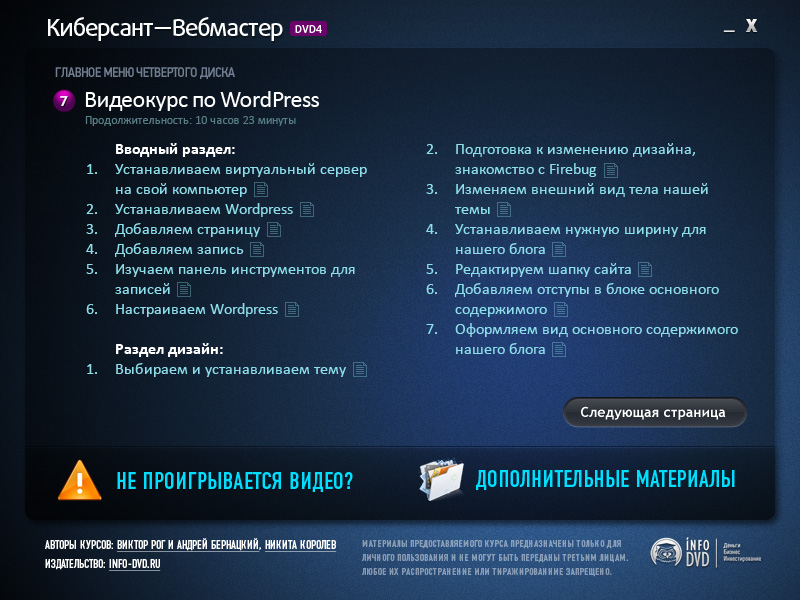 Киберсант—Вебмастер DVD4
_ X
ГЛАВНОЕ МЕНЮ ЧЕТВЕРТОГО ДИСКА
7 Видеокурс по WordPress
Продолжительность: 10 часов 23 минуты
Вводный раздел:
1. Устанавливаем виртуальный сервер
на свой компьютер
2. Устанавливаем Wordpress
3. Добавляем страницу
4. Добавляем запись
5. Изучаем панель инструментов для
записей
6. Настраиваем Wordpress
Раздел дизайн:
1. Выбираем и устанавливаем тему
2. Подготовка к изменению дизайна,
знакомство с Firebug
3. Изменяем внешний вид тела нашей
темы
4. Устанавливаем нужную ширину для
нашего блога
5. Редактируем шапку сайта
6. Добавляем отступы в блоке основного
содержимого
7. Оформляем вид основного содержимого
нашего блога
Следующая страница
НЕ ПРОИГРЫВАЕТСЯ ВИДЕО?
ДОПОЛНИТЕЛЬНЫЕ МАТЕРИАЛЫ
АВТОРЫ КУРСОВ: ВИКТОР РОГ И АНДРЕЙ БЕРНАЦКИЙ, НИКИТА КОРОЛЕВ
ИЗДАТЕЛЬСТВО: INFO-DVD.RU
МАТЕРИАЛЫ ПРЕДОСТАВЛЯЕМОГО КУРСА ПРЕДНАЗНАЧЕНЫ ТОЛЬКО ДЛЯ
ЛИЧНОГО ПОЛЬЗОВАНИЯ И НЕ МОГУТ БЫТЬ ПЕРЕДАНЫ ТРЕТЬИМ ЛИЦАМ.
ЛЮБОЕ ИХ РАСПРОСТРАНЕНИЕ ИЛИ ТИРАЖИРОВАНИЕ ЗАПРЕЩЕНО.
INFO
DVD
Деньги
Бизнес
Инвестирование